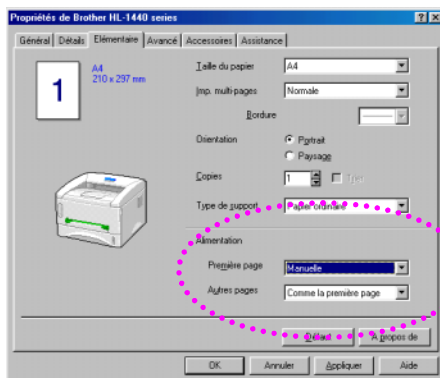 Propriétés de Brother HL-1440 series
Général Détails Elémentaire Avancé Accessoires Assistance
1
A4
210 x 297 mm
Taille du papier A4
Imp. multi-pages Normale
Bordure
Orientation Portrait
Paysage
Copies 1 Trier
Type de support Papier ordinaire
Alimentation
Première page Manuelle
Autres pages Comme la première page
Défaut A propos de
OK Annuler Appliquer Aide